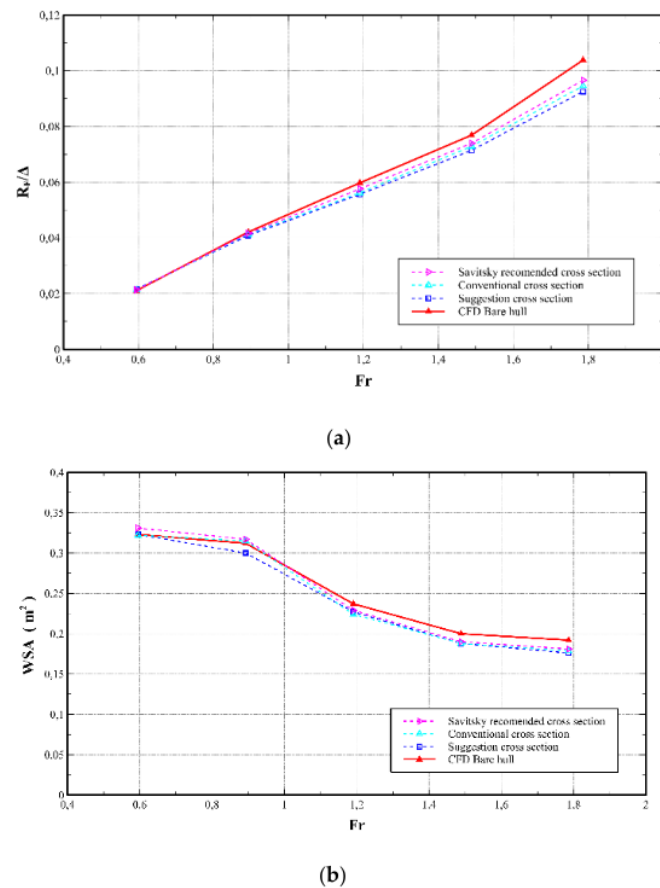 0,12
0,1
0,08
0,06
0,04
0,02
0
R_F/Δ
0,4 0,6 0,8 1 1,2 1,4 1,6 1,8 2
Fr
Savitsky recomended cross section
Conventional cross section
Suggestion cross section
CFD Bare hull
(a)
0,4
0,35
0,3
0,25
0,2
0,15
0,1
0,05
0
WSA ( m²)
0,4 0,6 0,8 1 1,2 1,4 1,6 1,8 2
Fr
Savitsky recomended cross section
Conventional cross section
Suggestion cross section
CFD Bare hull
(b)